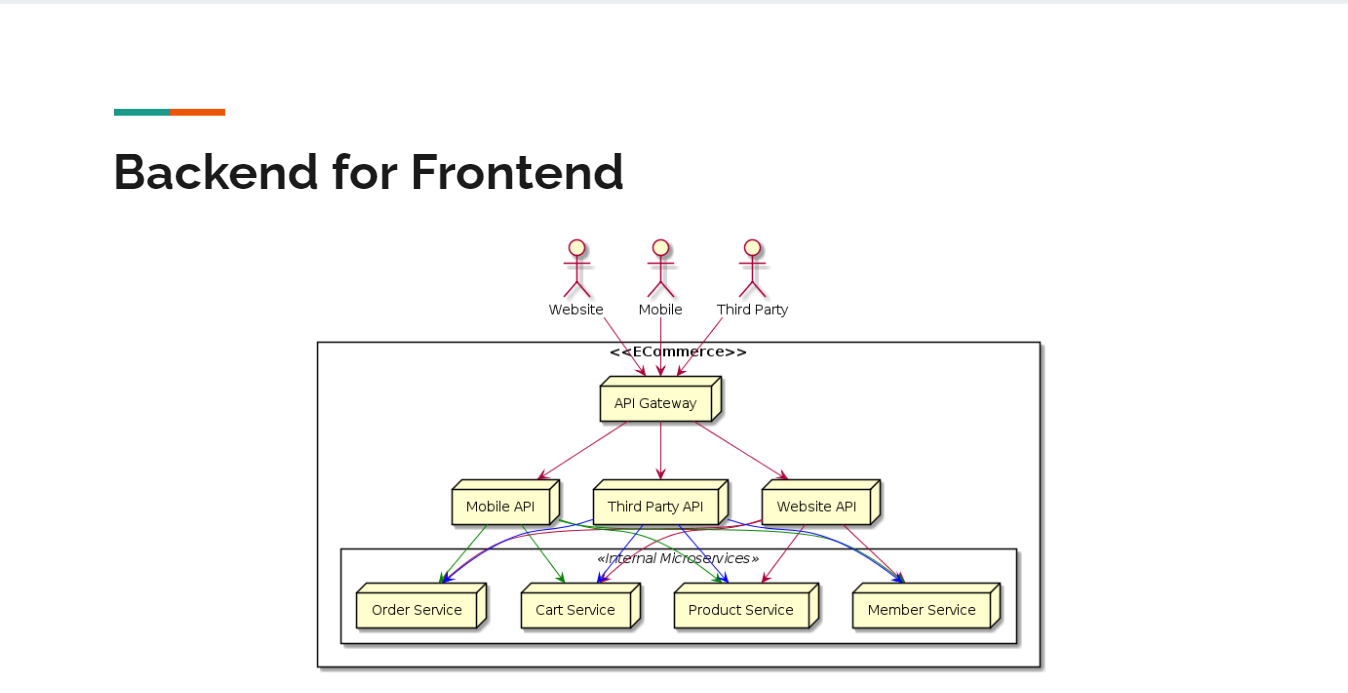 Backend for Frontend
Website Mobile Third Party
<<ECommerce>>
API Gateway
Mobile API Third Party API Website API
«Internal Microservices»
Order Service Cart Service Product Service Member Service